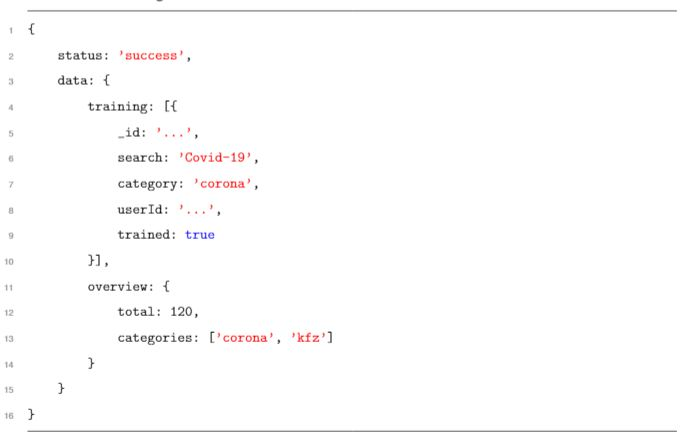 1 {
2 status: 'success',
3 data: {
4 training: [{
5 _id: '...',
6 search: 'Covid-19',
7 category: 'corona',
8 userId: '...',
9 trained: true
10 }],
11 overview: {
12 total: 120,
13 categories: ['corona', 'kfz']
14 }
15 }
16 }